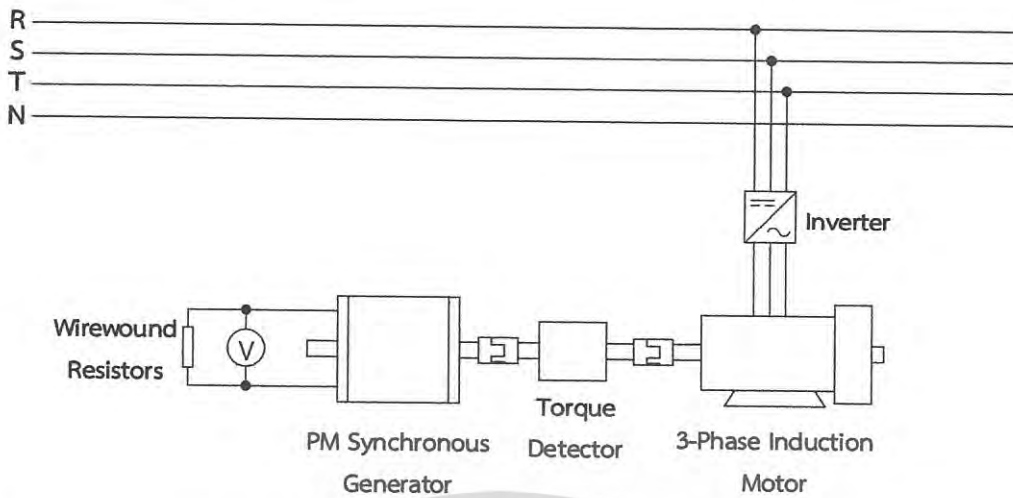 R
S
T
N
Inverter
Wirewound
Resistors
V
Torque
Detector
PM Synchronous
Generator
3-Phase Induction
Motor